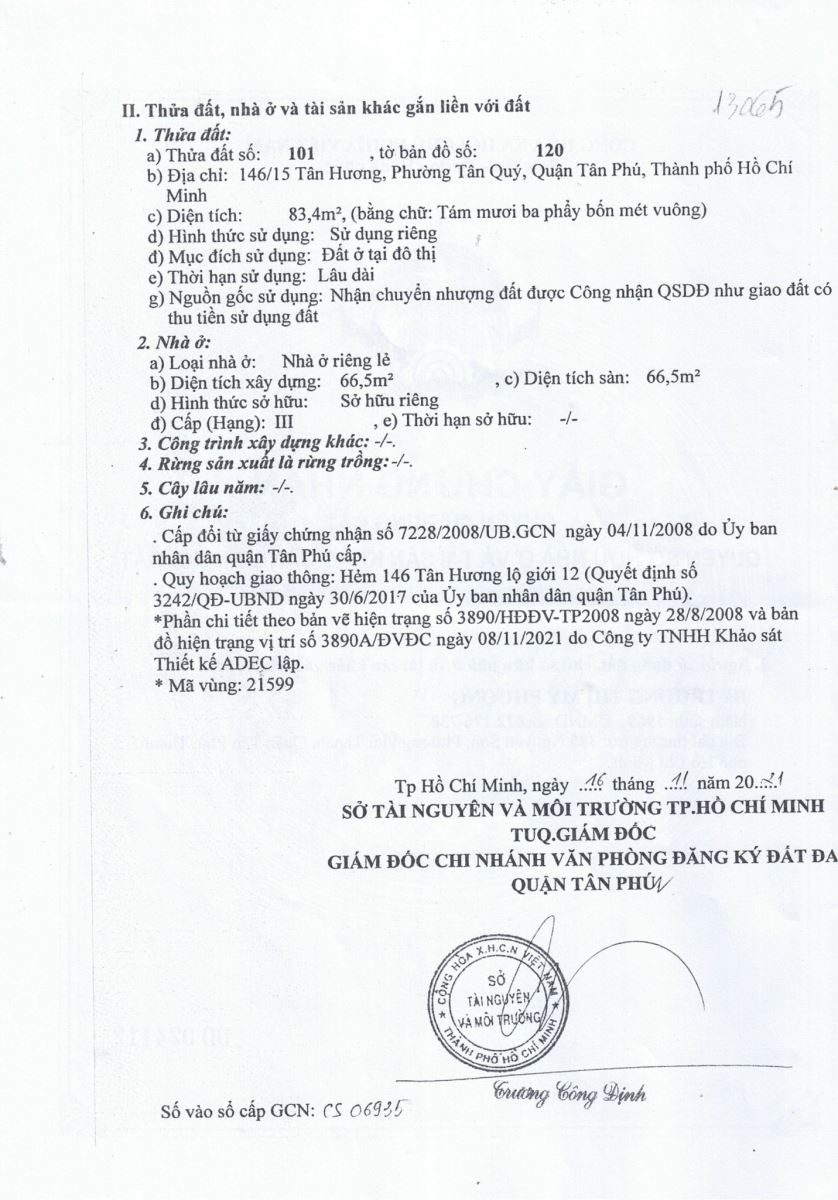 13065
II. Thửa đất, nhà ở và tài sản khác gắn liền với đất
1. Thửa đất:
a) Thửa đất số: 101 , tờ bản đồ số: 120
b) Địa chỉ: 146/15 Tân Hương, Phường Tân Quý, Quận Tân Phú, Thành phố Hồ Chí
Minh
c) Diện tích: 83,4m², (bằng chữ: Tám mươi ba phẩy bốn mét vuông)
d) Hình thức sử dụng: Sử dụng riêng
đ) Mục đích sử dụng: Đất ở tại đô thị
e) Thời hạn sử dụng: Lâu dài
g) Nguồn gốc sử dụng: Nhận chuyển nhượng đất được Công nhận QSDĐ như giao đất có
thu tiền sử dụng đất
2. Nhà ở:
a) Loại nhà ở: Nhà ở riêng lẻ
b) Diện tích xây dựng: 66,5m² , c) Diện tích sàn: 66,5m²
d) Hình thức sở hữu: Sở hữu riêng
đ) Cấp (Hạng): III , e) Thời hạn sở hữu: -/-
3. Công trình xây dựng khác: -/-.
4. Rừng sản xuất là rừng trồng: -/-.
5. Cây lâu năm: -/-.
6. Ghi chú:
. Cấp đổi từ giấy chứng nhận số 7228/2008/UB.GCN ngày 04/11/2008 do Ủy ban
nhân dân quận Tân Phú cấp.
. Quy hoạch giao thông: Hẻm 146 Tân Hương lộ giới 12 (Quyết định số
3242/QĐ-UBND ngày 30/6/2017 của Ủy ban nhân dân quận Tân Phú).
*Phần chi tiết theo bản vẽ hiện trạng số 3890/HĐĐV-TP2008 ngày 28/8/2008 và bản
đồ hiện trạng vị trí số 3890A/ĐVĐC ngày 08/11/2021 do Công ty TNHH Khảo sát
Thiết kế ADEC lập.
* Mã vùng: 21599
Tp Hồ Chí Minh, ngày ..16 tháng ..11 năm 20..21
SỞ TÀI NGUYÊN VÀ MÔI TRƯỜNG TP.HỒ CHÍ MINH
TUQ.GIÁM ĐỐC
GIÁM ĐỐC CHI NHÁNH VĂN PHÒNG ĐĂNG KÝ ĐẤT ĐA
QUẬN TÂN PHÚ
CỘNG HÒA X.H.C.N VIỆT NAM
SỞ
TÀI NGUYÊN
VÀ MÔI TRƯỜNG
THÀNH PHỐ HỒ CHÍ MINH
Trương Công Định
Số vào sổ cấp GCN: CS 06935